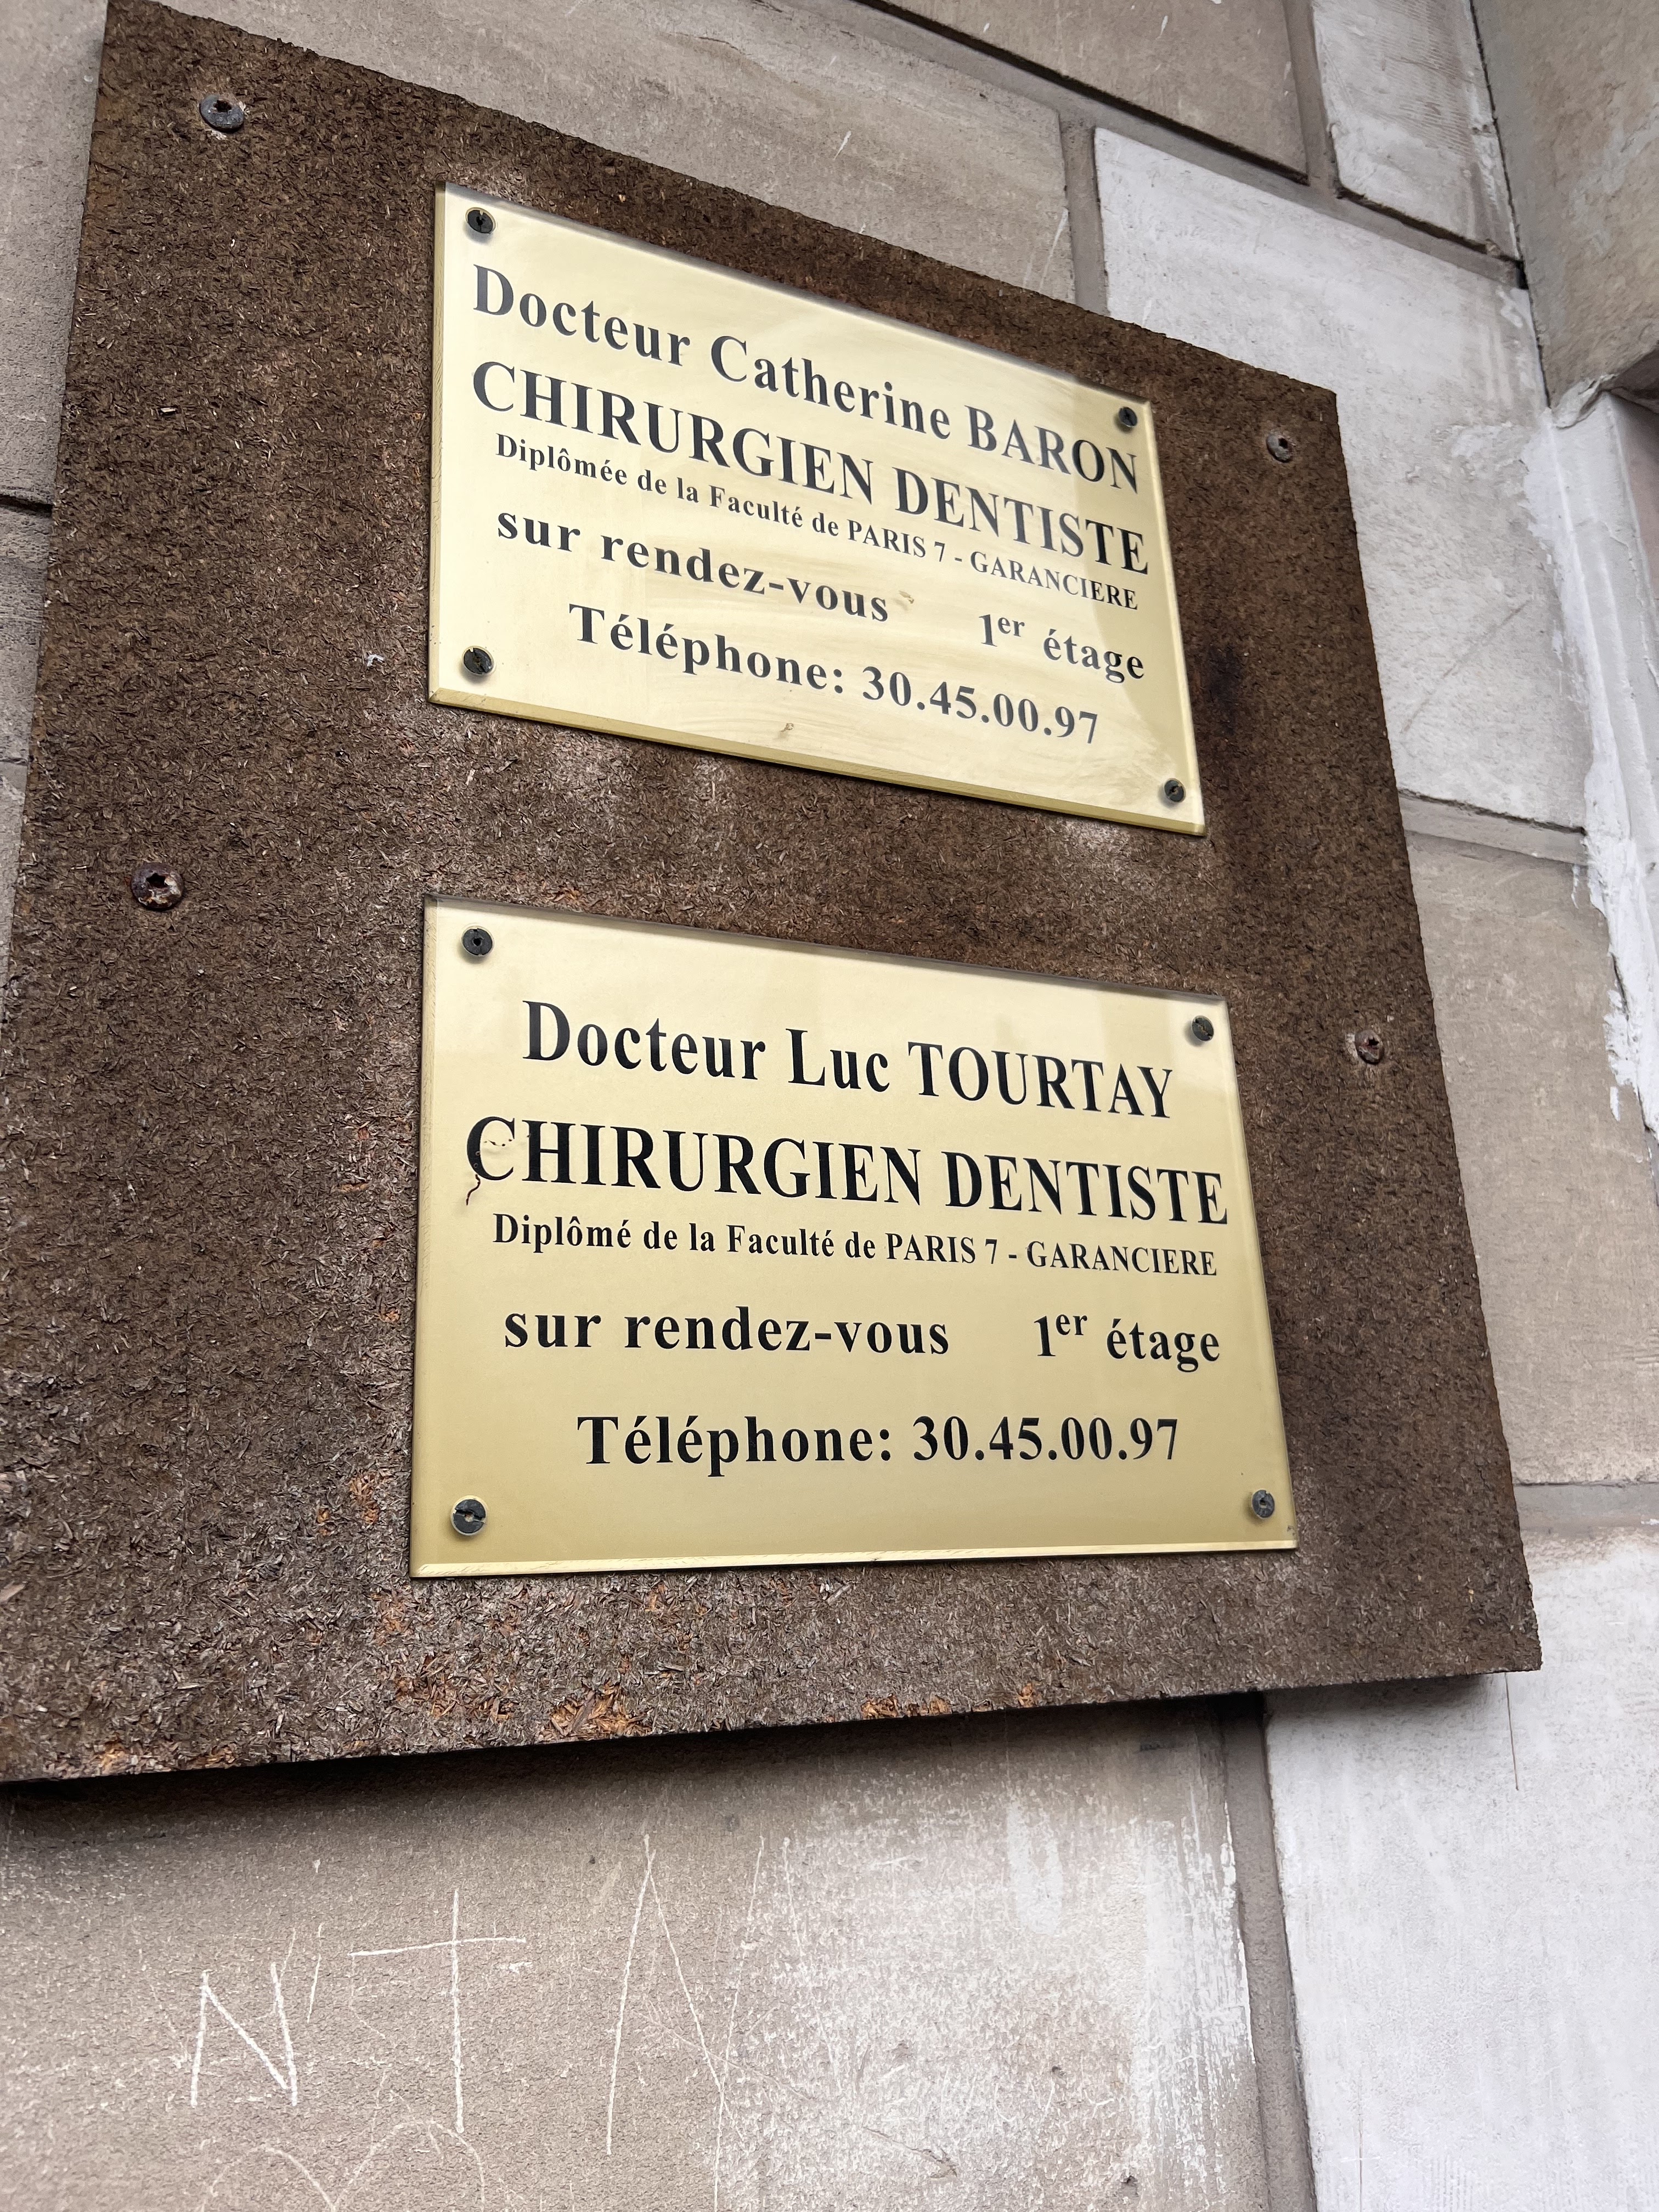 Docteur Catherine BARON
CHIRURGIEN DENTISTE
Diplômée de la Faculté de PARIS 7 - GARANCIERE
sur rendez-vous 1er étage
Téléphone: 30.45.00.97
Docteur Luc TOURTAY
CHIRURGIEN DENTISTE
Diplômé de la Faculté de PARIS 7 - GARANCIERE
sur rendez-vous 1er étage
Téléphone: 30.45.00.97